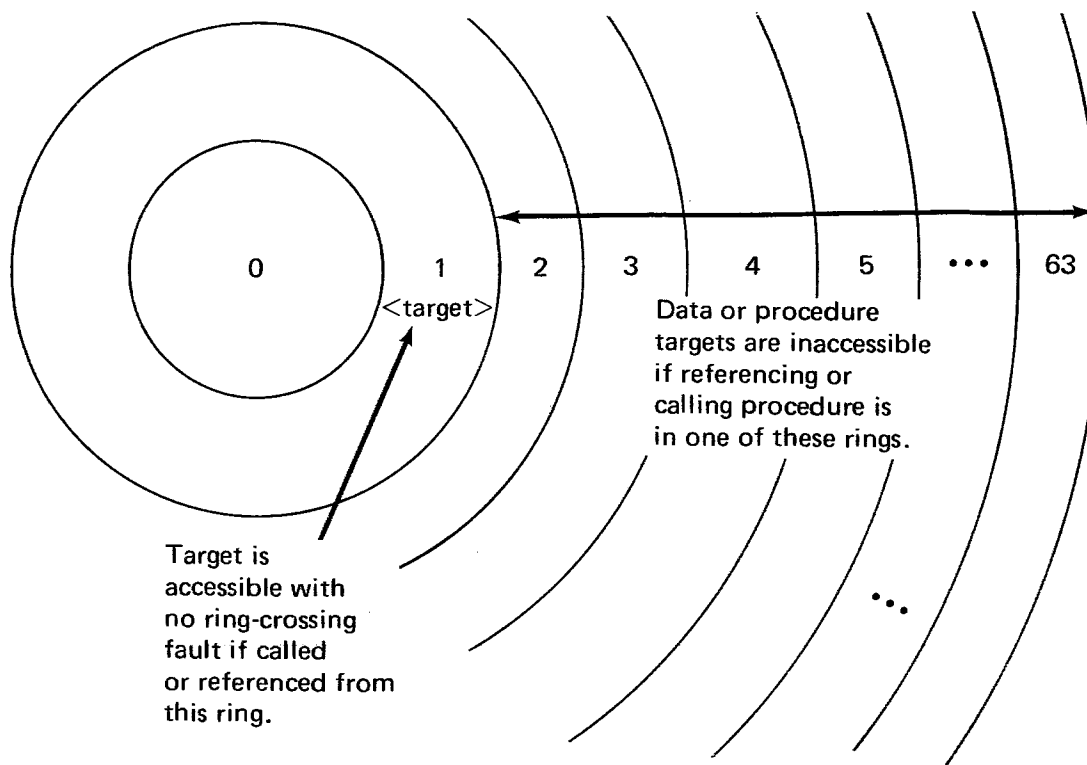 0 1 2 3 4 5 ••• 63
<target>
Data or procedure
targets are inaccessible
if referencing or
calling procedure is
in one of these rings.
•••
Target is
accessible with
no ring-crossing
fault if called
or referenced from
this ring.